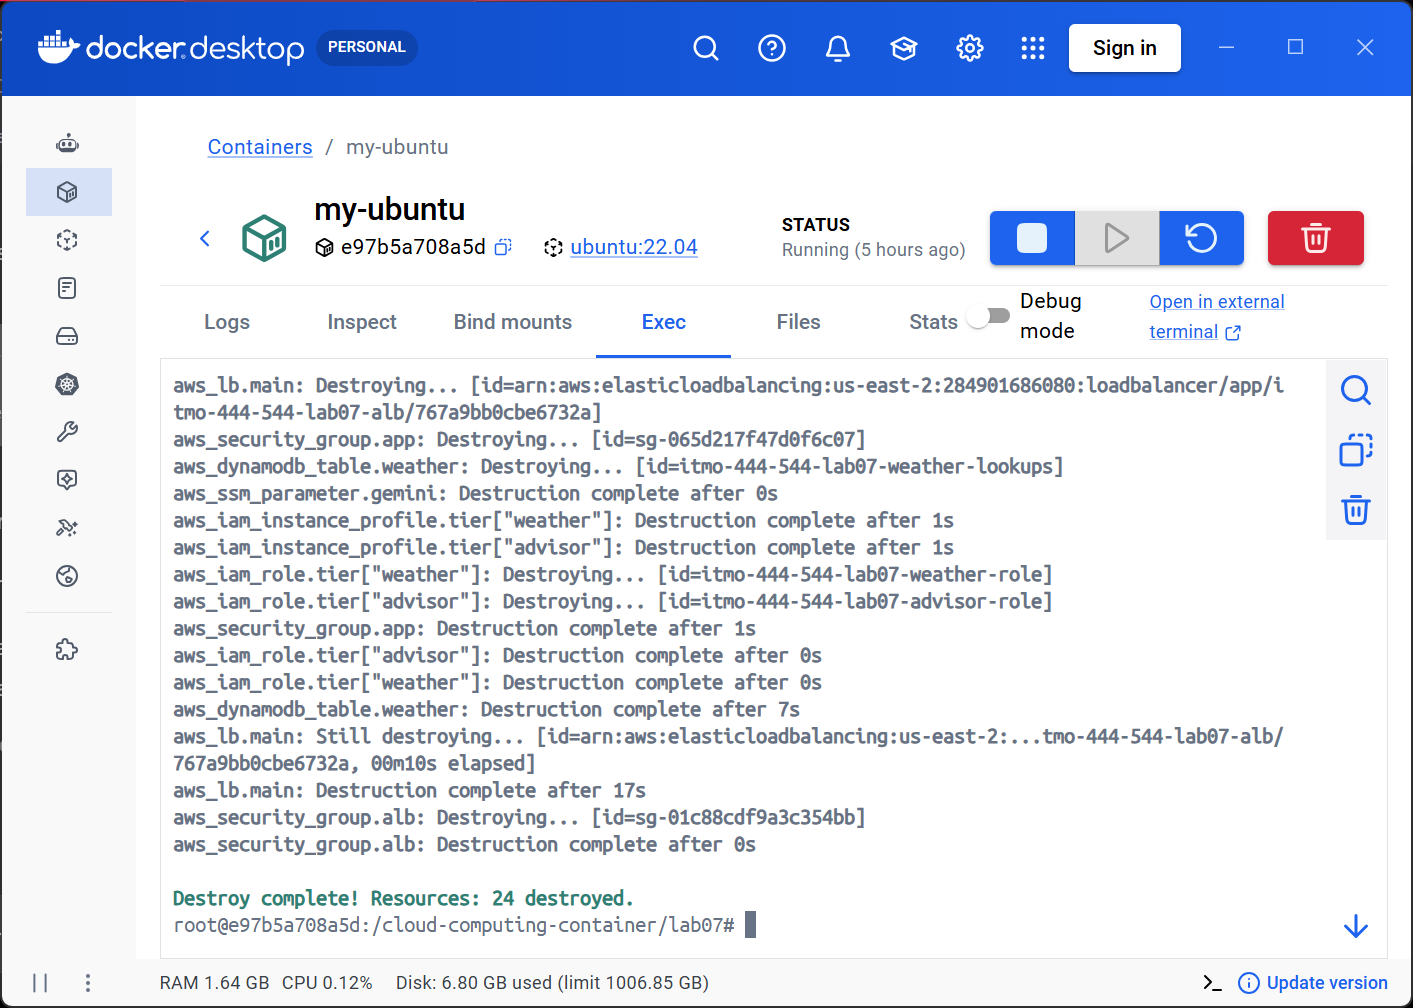 docker desktop PERSONAL
Sign in
Containers / my-ubuntu
my-ubuntu
e97b5a708a5d ubuntu:22.04
STATUS
Running (5 hours ago)
Logs Inspect Bind mounts Exec Files Stats
Debug mode
Open in external terminal
aws_lb.main: Destroying... [id=arn:aws:elasticloadbalancing:us-east-2:284901686080:loadbalancer/app/i
tmo-444-544-lab07-alb/767a9bb0cbe6732a]
aws_security_group.app: Destroying... [id=sg-065d217f47d0f6c07]
aws_dynamodb_table.weather: Destroying... [id=itmo-444-544-lab07-weather-lookups]
aws_ssm_parameter.gemini: Destruction complete after 0s
aws_iam_instance_profile.tier["weather"]: Destruction complete after 1s
aws_iam_instance_profile.tier["advisor"]: Destruction complete after 1s
aws_iam_role.tier["weather"]: Destroying... [id=itmo-444-544-lab07-weather-role]
aws_iam_role.tier["advisor"]: Destroying... [id=itmo-444-544-lab07-advisor-role]
aws_security_group.app: Destruction complete after 1s
aws_iam_role.tier["advisor"]: Destruction complete after 0s
aws_iam_role.tier["weather"]: Destruction complete after 0s
aws_dynamodb_table.weather: Destruction complete after 7s
aws_lb.main: Still destroying... [id=arn:aws:elasticloadbalancing:us-east-2:...tmo-444-544-lab07-alb/
767a9bb0cbe6732a, 00m10s elapsed]
aws_lb.main: Destruction complete after 17s
aws_security_group.alb: Destroying... [id=sg-01c88cdf9a3c354bb]
aws_security_group.alb: Destruction complete after 0s
Destroy complete! Resources: 24 destroyed.
root@e97b5a708a5d:/cloud-computing-container/lab07#
RAM 1.64 GB CPU 0.12% Disk: 6.80 GB used (limit 1006.85 GB)
Update version